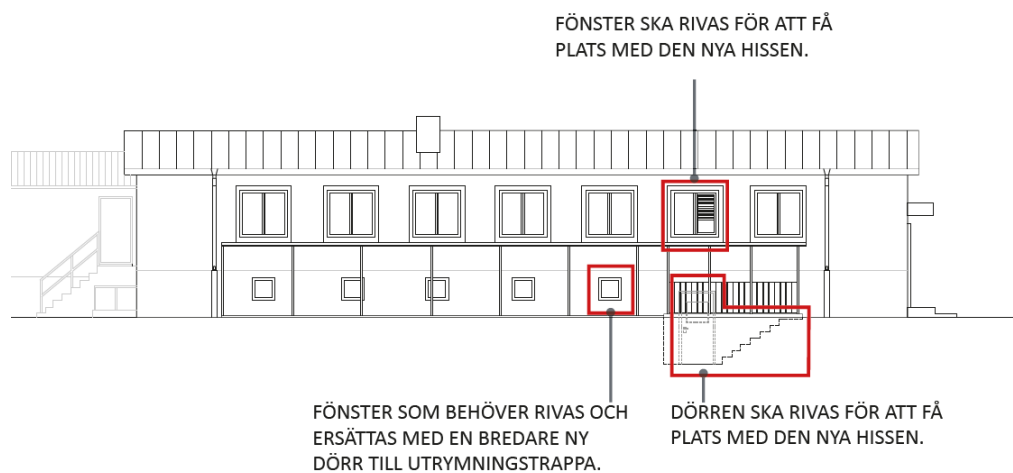 FÖNSTER SKA RIVAS FÖR ATT FÅ
PLATS MED DEN NYA HISSEN.
FÖNSTER SOM BEHÖVER RIVAS OCH
ERSÄTTAS MED EN BREDARE NY
DÖRR TILL UTRYMNINGSTRAPPA.
DÖRREN SKA RIVAS FÖR ATT FÅ
PLATS MED DEN NYA HISSEN.